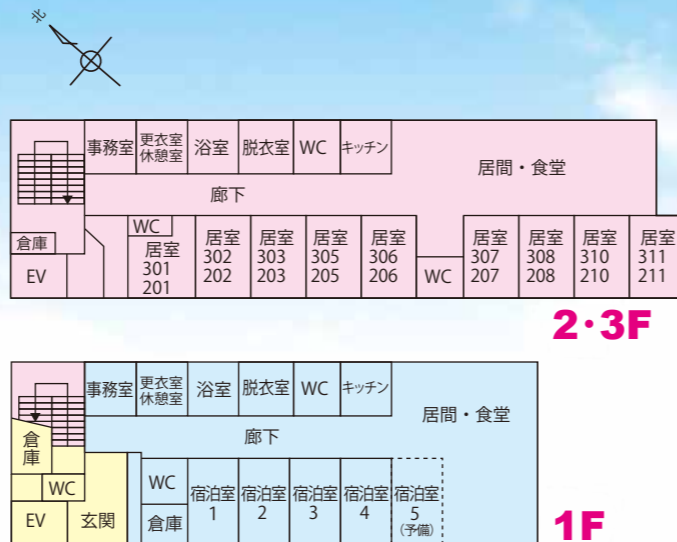 北
事務室
更衣室
休憩室
浴室
脱衣室
WC
キッチン
居間・食堂
廊下
倉庫
EV
WC
居室
301
201
居室
302
202
居室
303
203
居室
305
205
居室
306
206
WC
居室
307
207
居室
308
208
居室
310
210
居室
311
211
2・3F
事務室
更衣室
休憩室
浴室
脱衣室
WC
キッチン
居間・食堂
廊下
倉庫
WC
EV
玄関
WC
倉庫
宿泊室
1
宿泊室
2
宿泊室
3
宿泊室
4
宿泊室
5
(予備)
1F